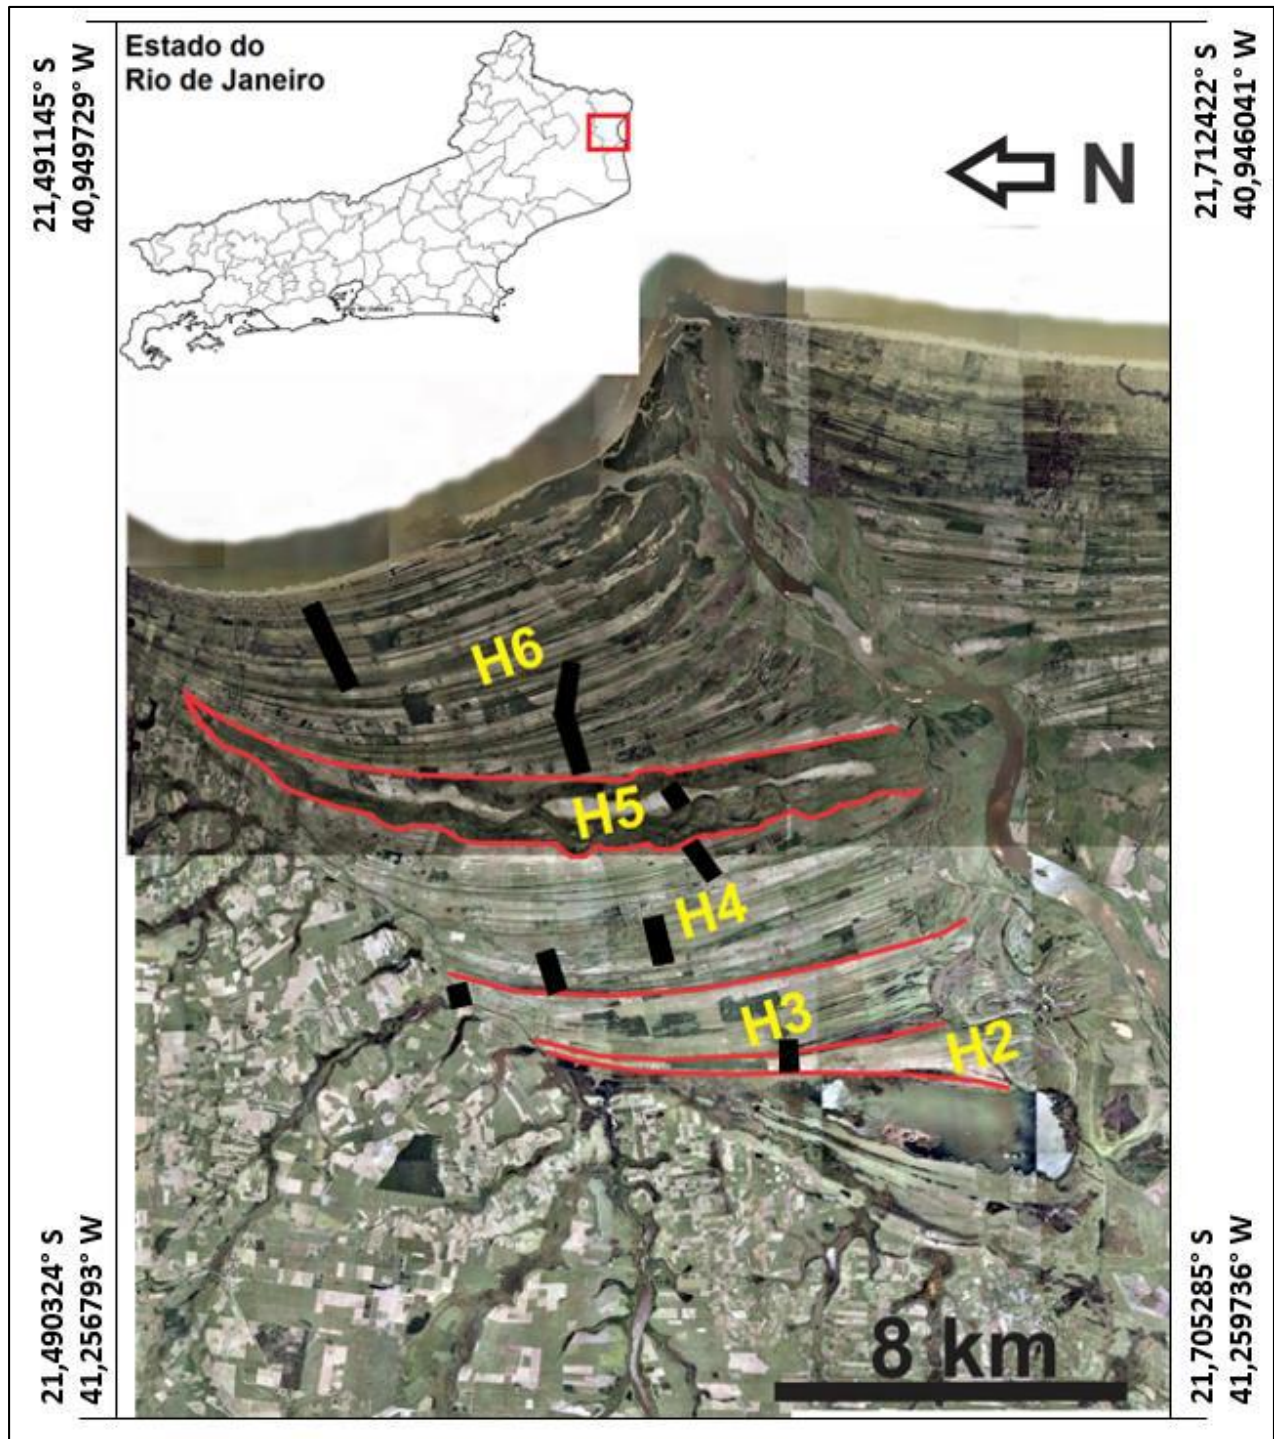 Estado do
Rio de Janeiro
21,491145° S
40,949729° W
21,712422° S
40,946041° W
N
H6
H5
H4
H3
H2
8 km
21,490324° S
41,256793° W
21,705285° S
41,259736° W